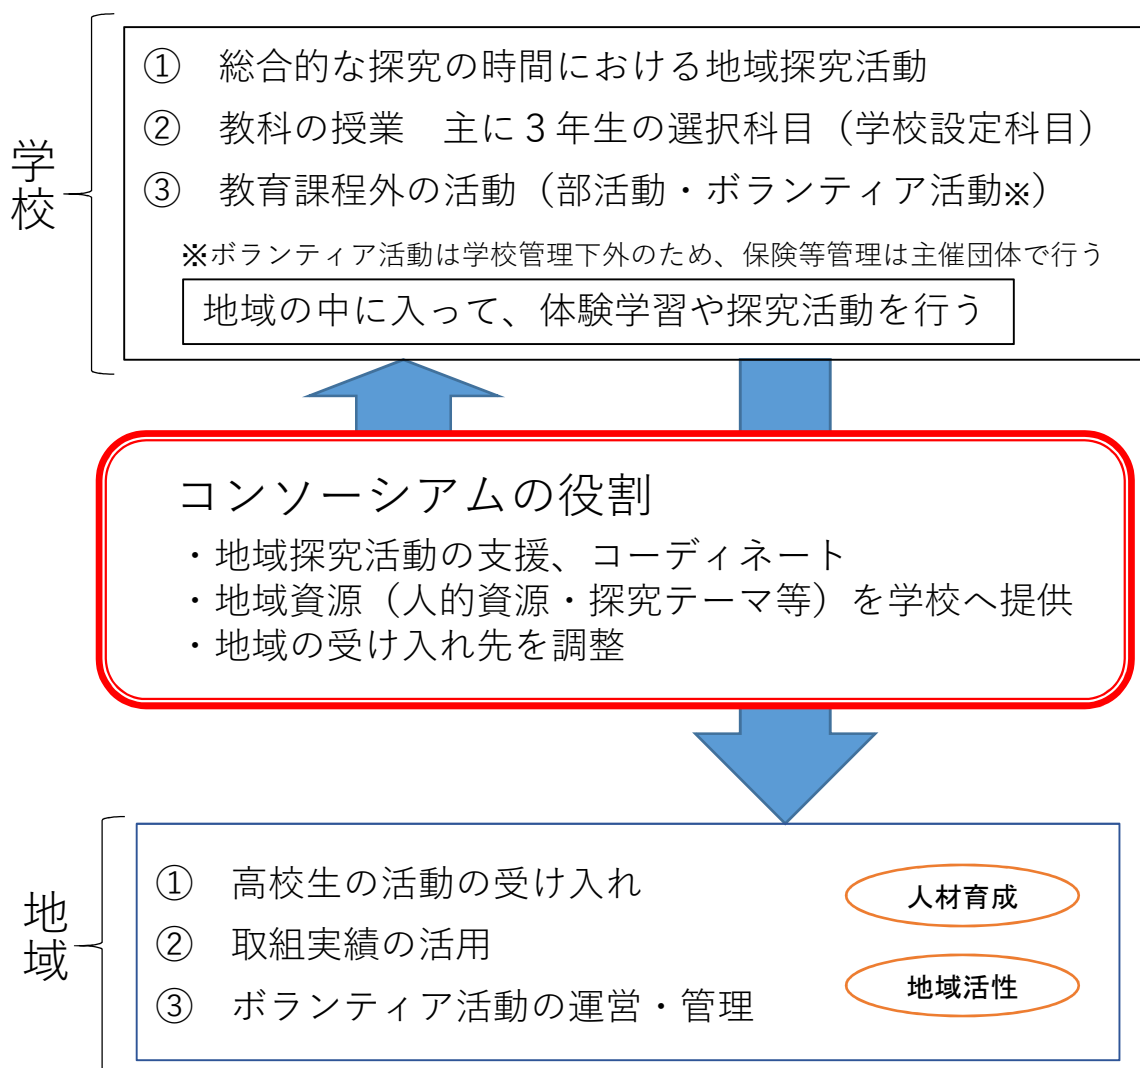 学校
① 総合的な探究の時間における地域探究活動
② 教科の授業 主に３年生の選択科目（学校設定科目）
③ 教育課程外の活動（部活動・ボランティア活動※）
※ボランティア活動は学校管理下外のため、保険等管理は主催団体で行う
地域の中に入って、体験学習や探究活動を行う
コンソーシアムの役割
・地域探究活動の支援、コーディネート
・地域資源（人的資源・探究テーマ等）を学校へ提供
・地域の受け入れ先を調整
地域
① 高校生の活動の受け入れ
② 取組実績の活用
③ ボランティア活動の運営・管理
人材育成
地域活性